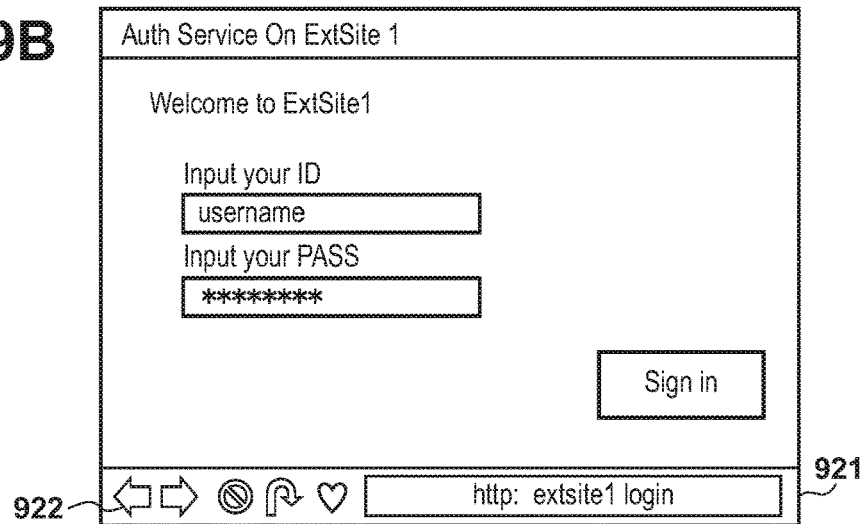 9B
Auth Service On ExtSite 1
Welcome to ExtSite1
Input your ID
username
Input your PASS
********
Sign in
http: extsite1 login
921
922